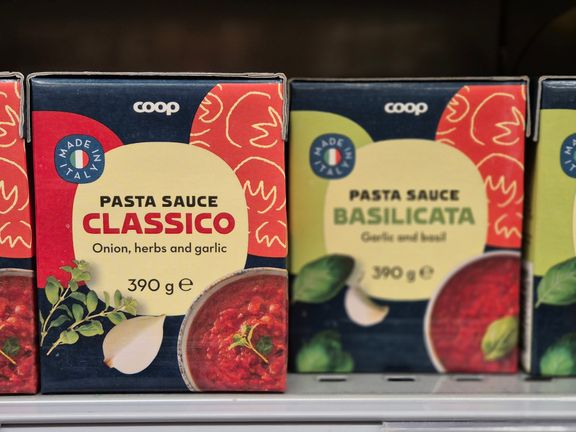 coop
MADE IN ITALY
PASTA SAUCE
CLASSICO
Onion, herbs and garlic
390 g ℮
coop
MADE IN ITALY
PASTA SAUCE
BASILICATA
Garlic and basil
390 g ℮